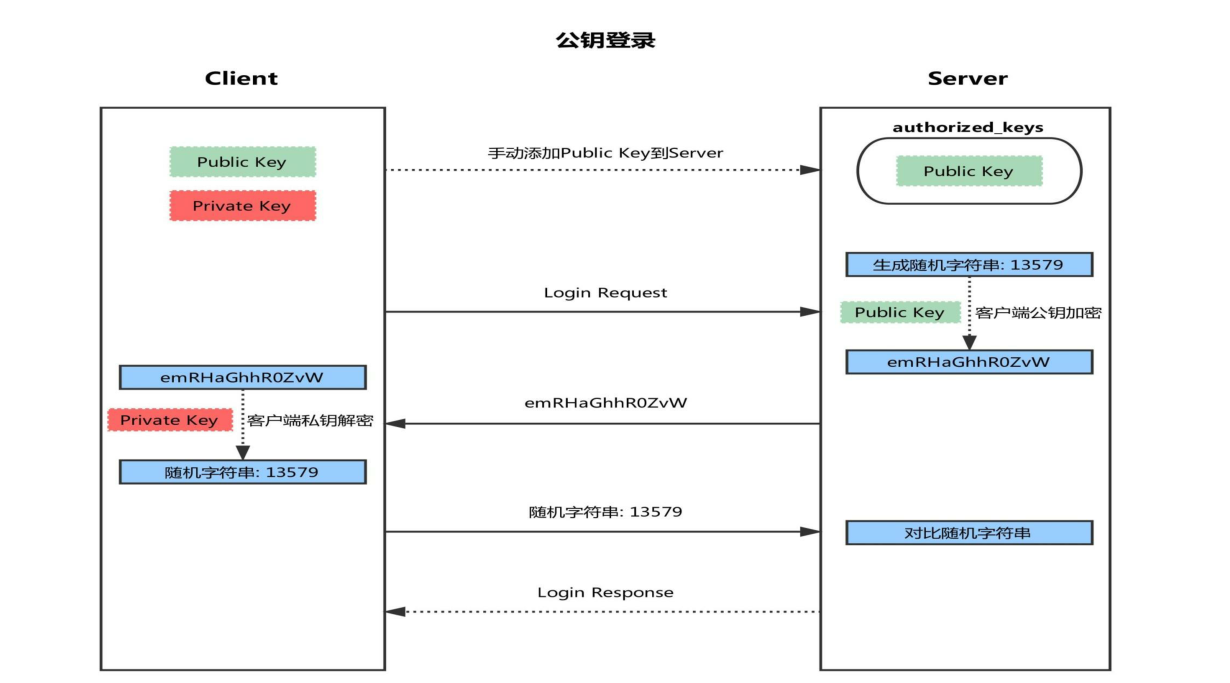 公钥登录
Client
Server
authorized_keys
Public Key
手动添加Public Key到Server
Public Key
Private Key
生成随机字符串: 13579
Login Request
Public Key
客户端公钥加密
emRHaGhhR0ZvW
emRHaGhhR0ZvW
emRHaGhhR0ZvW
Private Key
客户端私钥解密
随机字符串: 13579
随机字符串: 13579
对比随机字符串
Login Response